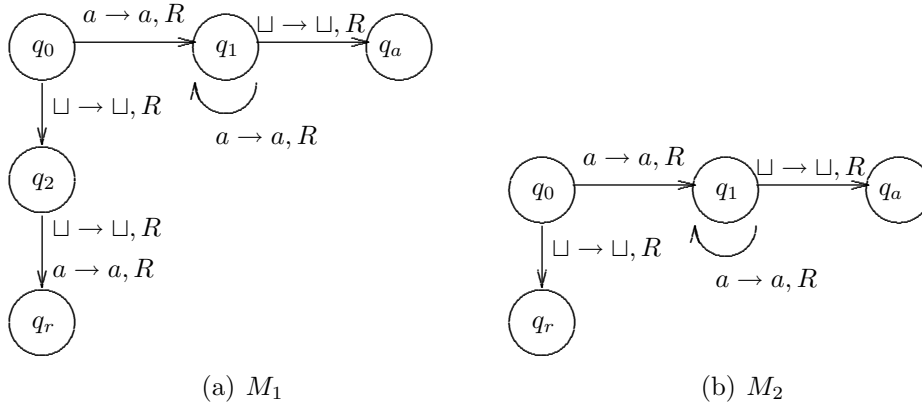 a → a, R
⊔ → ⊔, R
q₀
q₁
qₐ
⊔ → ⊔, R
a → a, R
q₂
⊔ → ⊔, R
a → a, R
qᵣ
(a) M₁
a → a, R
⊔ → ⊔, R
q₀
q₁
qₐ
⊔ → ⊔, R
a → a, R
qᵣ
(b) M₂